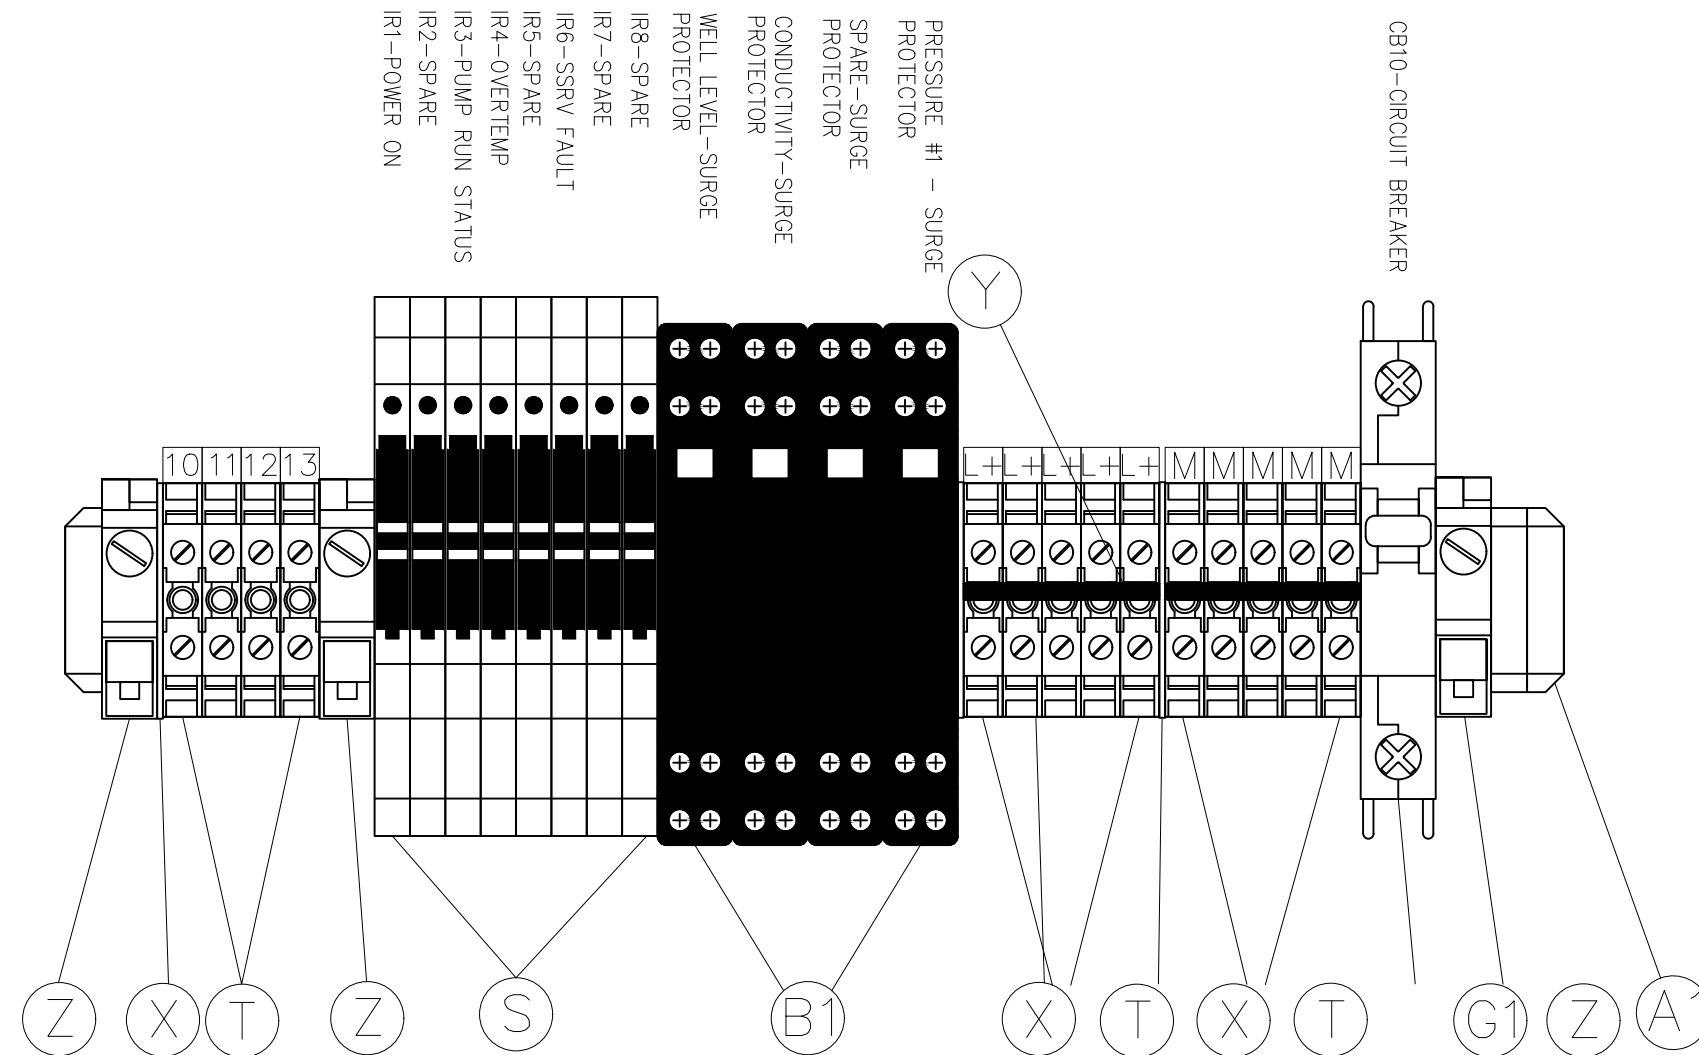 IR1-POWER ON
IR2-SPARE
IR3-PUMP RUN STATUS
IR4-OVERTEMP
IR5-SPARE
IR6-SSRV FAULT
IR7-SPARE
IR8-SPARE
WELL LEVEL-SURGE
PROTECTOR
CONDUCTIVITY-SURGE
PROTECTOR
SPARE-SURGE
PROTECTOR
PRESSURE #1 - SURGE
PROTECTOR
CB10-CIRCUIT BREAKER
Y
10 11 12 13
L+ L+ L+ L+ L+ M M M M M
Z X T Z S B1 X T X T G1 Z A1